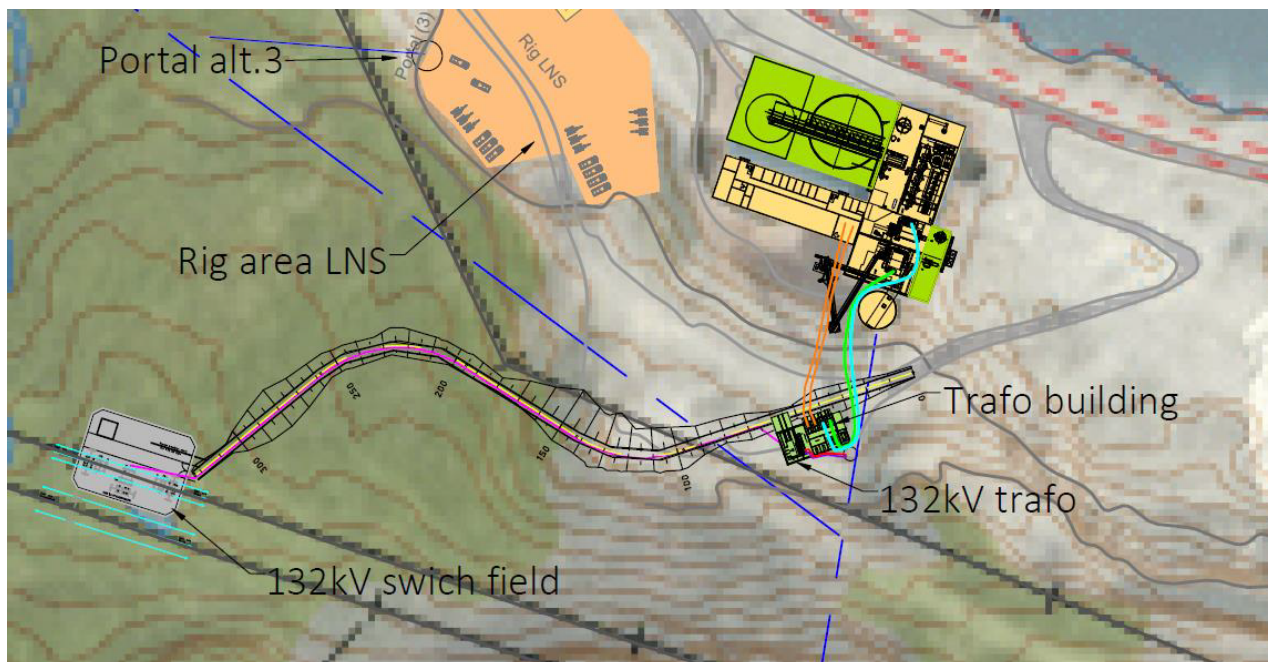 Portal alt.3
Portal (3)
Rig LNS
Rig area LNS
250
200
Trafo building
0
150
300
100
132kV trafo
132kV swich field